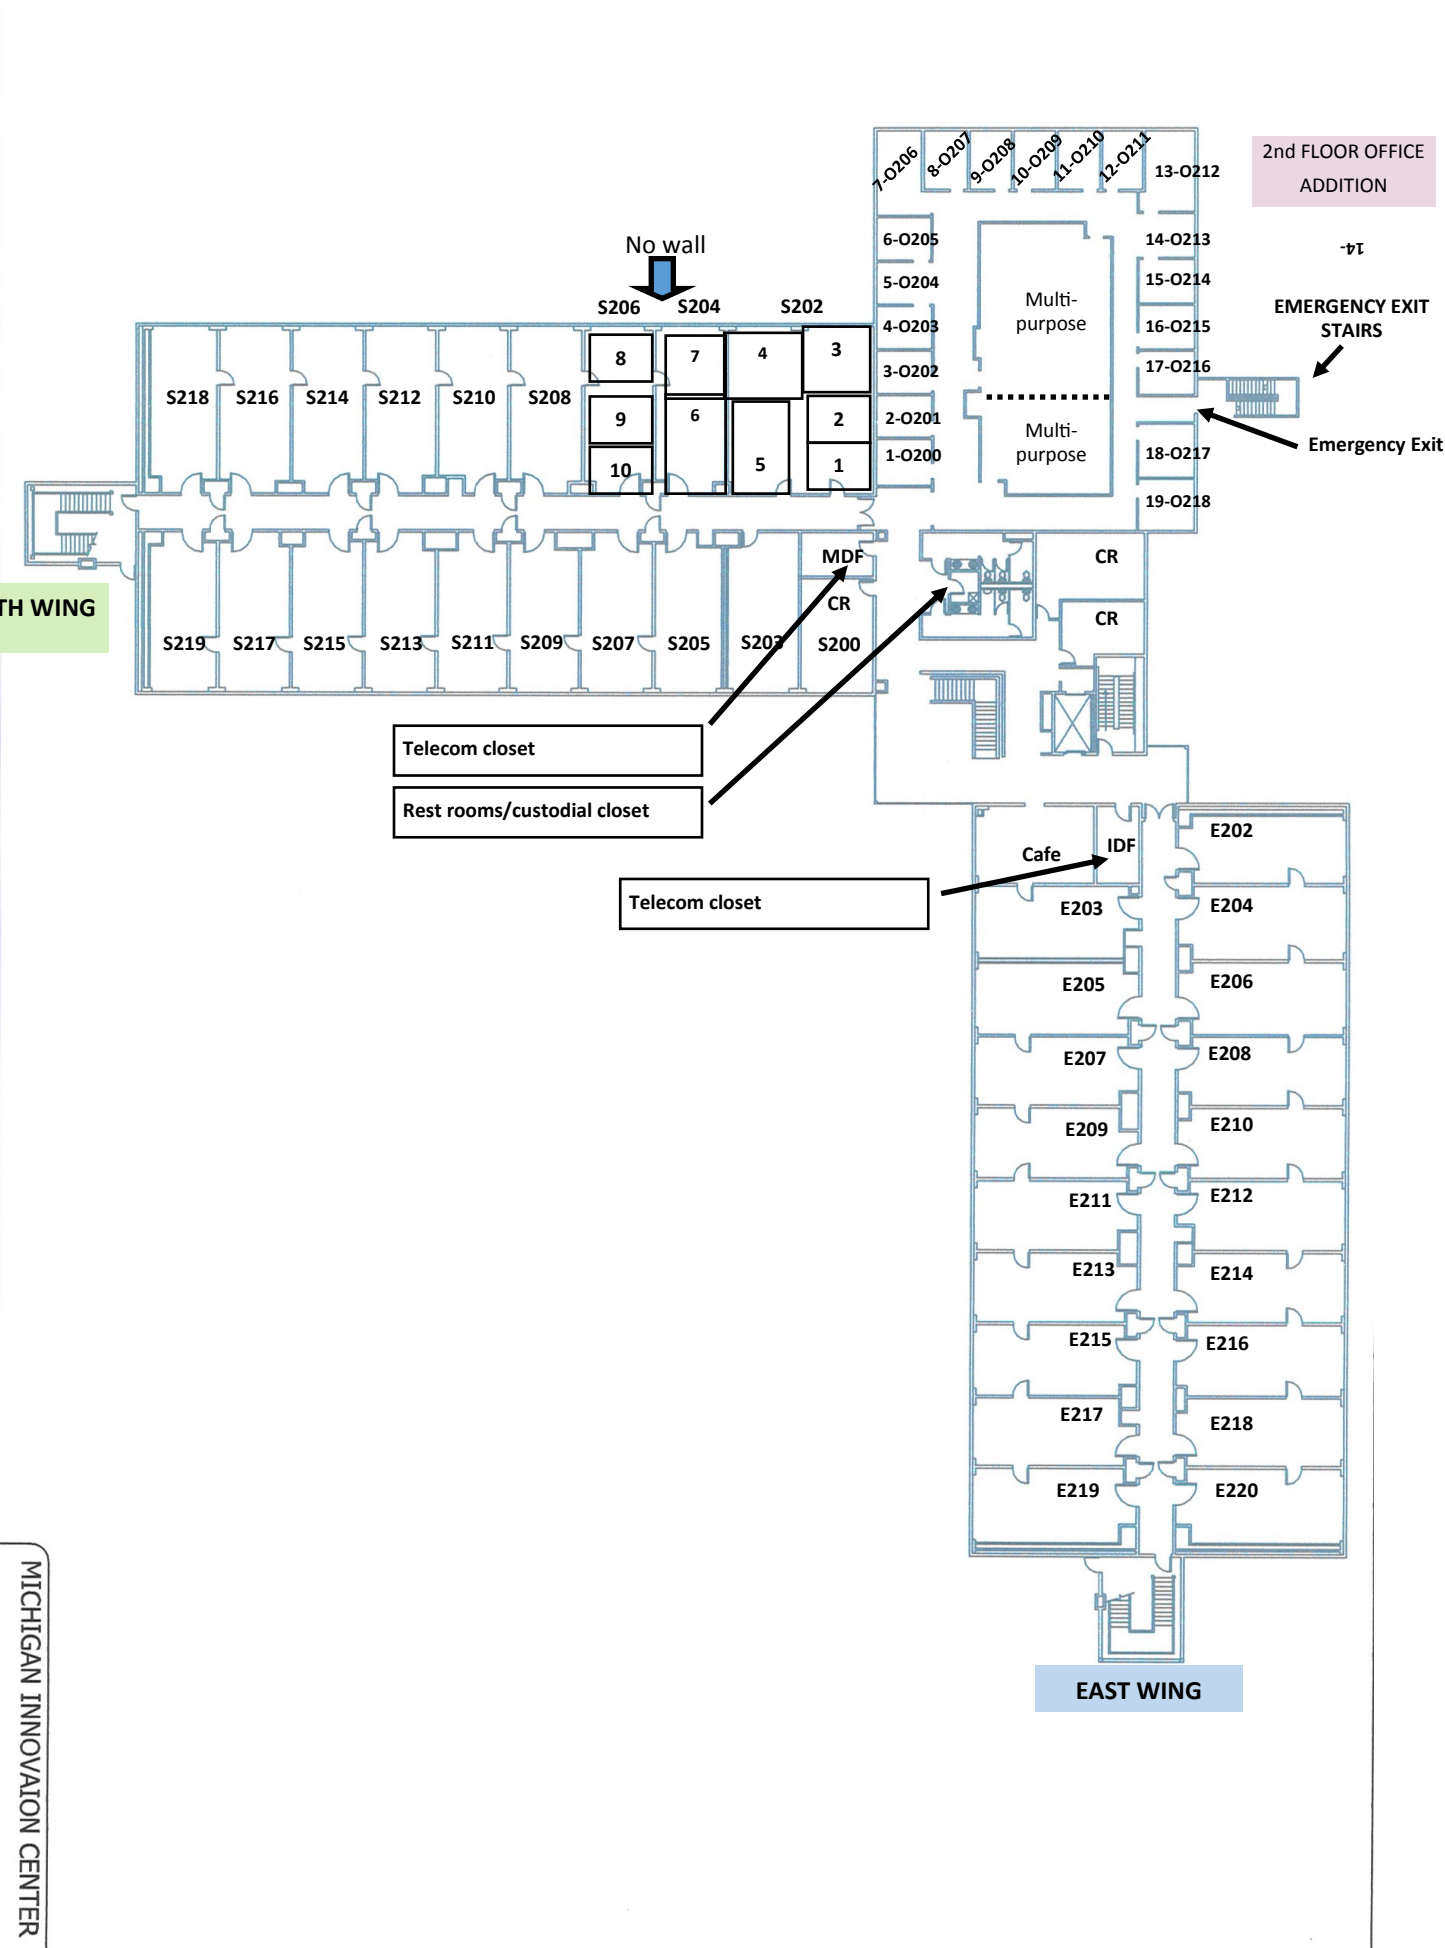 7-O206
8-O207
9-O208
10-O209
11-O210
12-O211
13-O212
2nd FLOOR OFFICE
ADDITION
6-O205
14-O213
14-
No wall
5-O204
15-O214
Multi-
purpose
S206
S204
S202
EMERGENCY EXIT
STAIRS
4-O203
16-O215
8
7
4
3
3-O202
17-O216
S218
S216
S214
S212
S210
S208
9
6
2
2-O201
Multi-
purpose
Emergency Exit
10
5
1
1-O200
18-O217
19-O218
MDF
CR
CR
TH WING
CR
S219
S217
S215
S213
S211
S209
S207
S205
S203
S200
Telecom closet
Rest rooms/custodial closet
Cafe
IDF
E202
Telecom closet
E203
E204
E205
E206
E207
E208
E209
E210
E211
E212
E213
E214
E215
E216
E217
E218
E219
E220
EAST WING
MICHIGAN INNOVAION CENTER